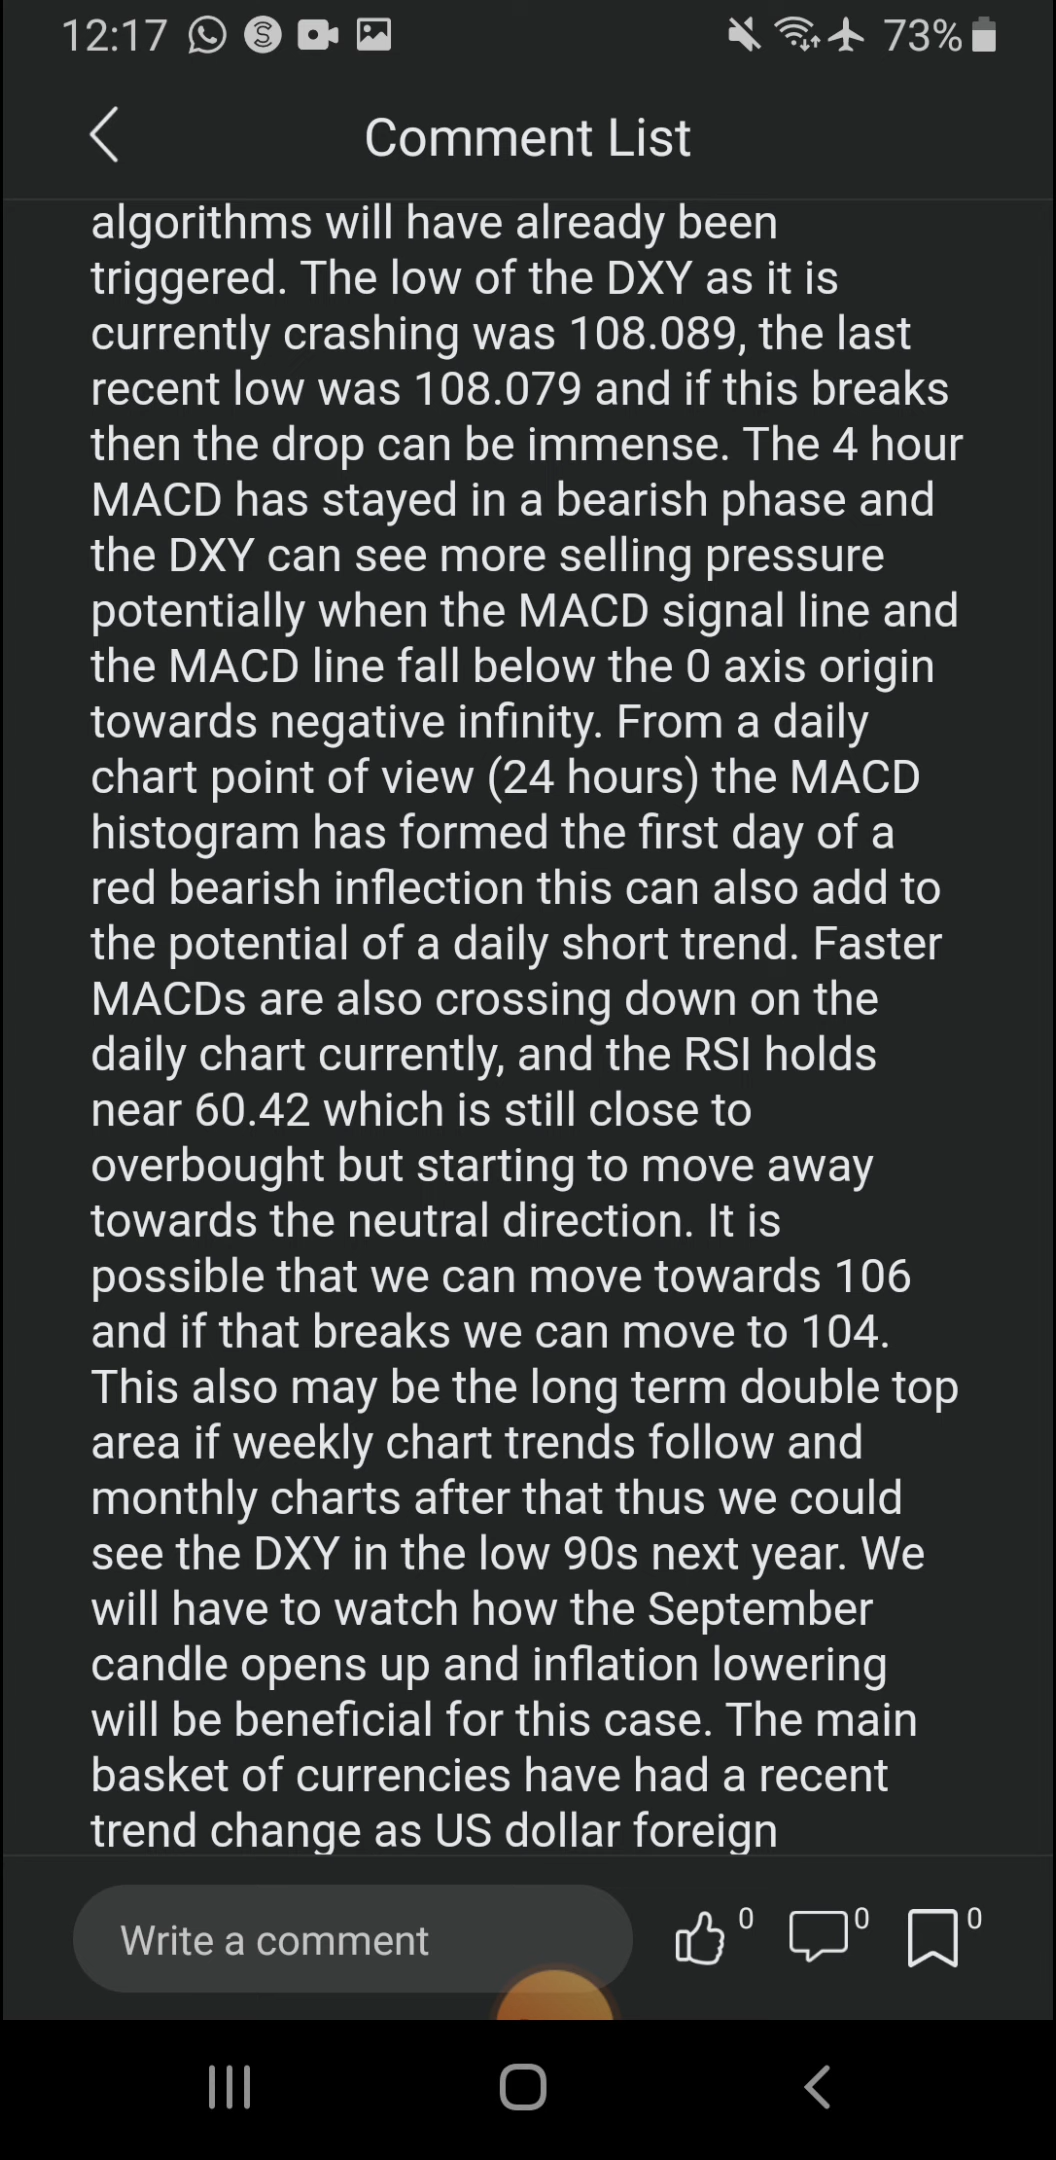 12:17
73%
Comment List
algorithms will have already been
triggered. The low of the DXY as it is
currently crashing was 108.089, the last
recent low was 108.079 and if this breaks
then the drop can be immense. The 4 hour
MACD has stayed in a bearish phase and
the DXY can see more selling pressure
potentially when the MACD signal line and
the MACD line fall below the 0 axis origin
towards negative infinity. From a daily
chart point of view (24 hours) the MACD
histogram has formed the first day of a
red bearish inflection this can also add to
the potential of a daily short trend. Faster
MACDs are also crossing down on the
daily chart currently, and the RSI holds
near 60.42 which is still close to
overbought but starting to move away
towards the neutral direction. It is
possible that we can move towards 106
and if that breaks we can move to 104.
This also may be the long term double top
area if weekly chart trends follow and
monthly charts after that thus we could
see the DXY in the low 90s next year. We
will have to watch how the September
candle opens up and inflation lowering
will be beneficial for this case. The main
basket of currencies have had a recent
trend change as US dollar foreign
Write a comment
0
0
0